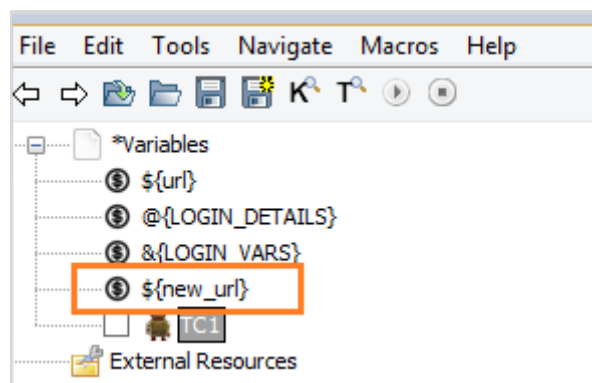 File Edit Tools Navigate Macros Help
K T
*Variables
${url}
@{LOGIN_DETAILS}
&{LOGIN_VARS}
${new_url}
TC1
External Resources